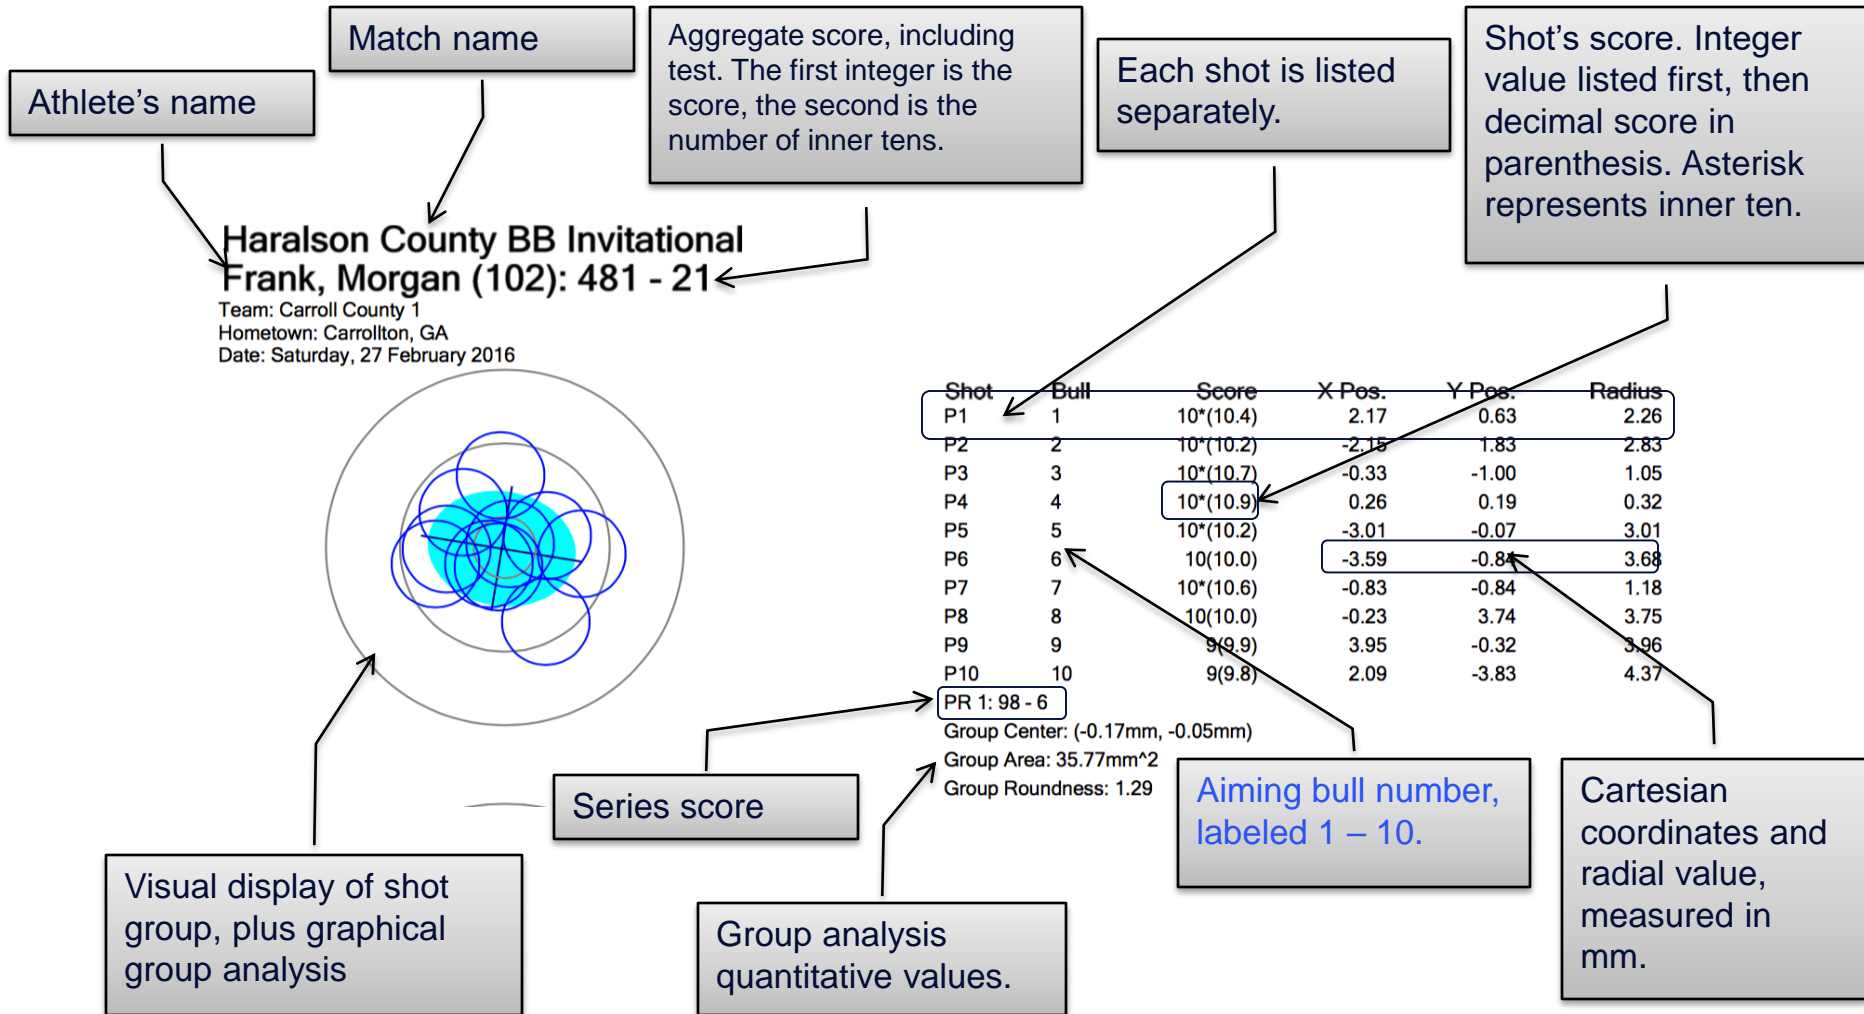 Athlete's name
Match name
Aggregate score, including
test. The first integer is the
score, the second is the
number of inner tens.
Each shot is listed
separately.
Shot's score. Integer
value listed first, then
decimal score in
parenthesis. Asterisk
represents inner ten.
Haralson County BB Invitational
Frank, Morgan (102): 481 - 21
Team: Carroll County 1
Hometown: Carrollton, GA
Date: Saturday, 27 February 2016
Shot Bull Score X Pos. Y Pos. Radius
P1 1 10*(10.4) 2.17 0.63 2.26
P2 2 10*(10.2) -2.15 1.83 2.83
P3 3 10*(10.7) -0.33 -1.00 1.05
P4 4 10*(10.9) 0.26 0.19 0.32
P5 5 10*(10.2) -3.01 -0.07 3.01
P6 6 10(10.0) -3.59 -0.84 3.68
P7 7 10*(10.6) -0.83 -0.84 1.18
P8 8 10(10.0) -0.23 3.74 3.75
P9 9 9(9.9) 3.95 -0.32 3.96
P10 10 9(9.8) 2.09 -3.83 4.37
PR 1: 98 - 6
Group Center: (-0.17mm, -0.05mm)
Group Area: 35.77mm^2
Group Roundness: 1.29
Series score
Visual display of shot
group, plus graphical
group analysis
Group analysis
quantitative values.
Aiming bull number,
labeled 1 – 10.
Cartesian
coordinates and
radial value,
measured in
mm.